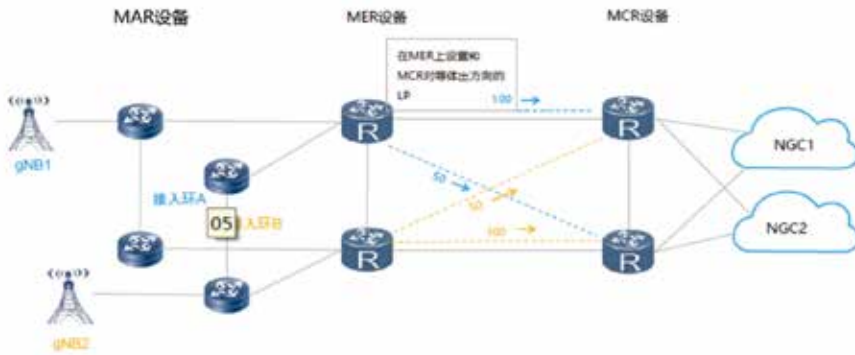 MAR设备
MER设备
MCR设备
在MER上设置和
MCR对等体出方向的
LP
100
gNB1
R
R
NGC1
接入环A
50
50
05
入环B
100
R
R
NGC2
gNB2